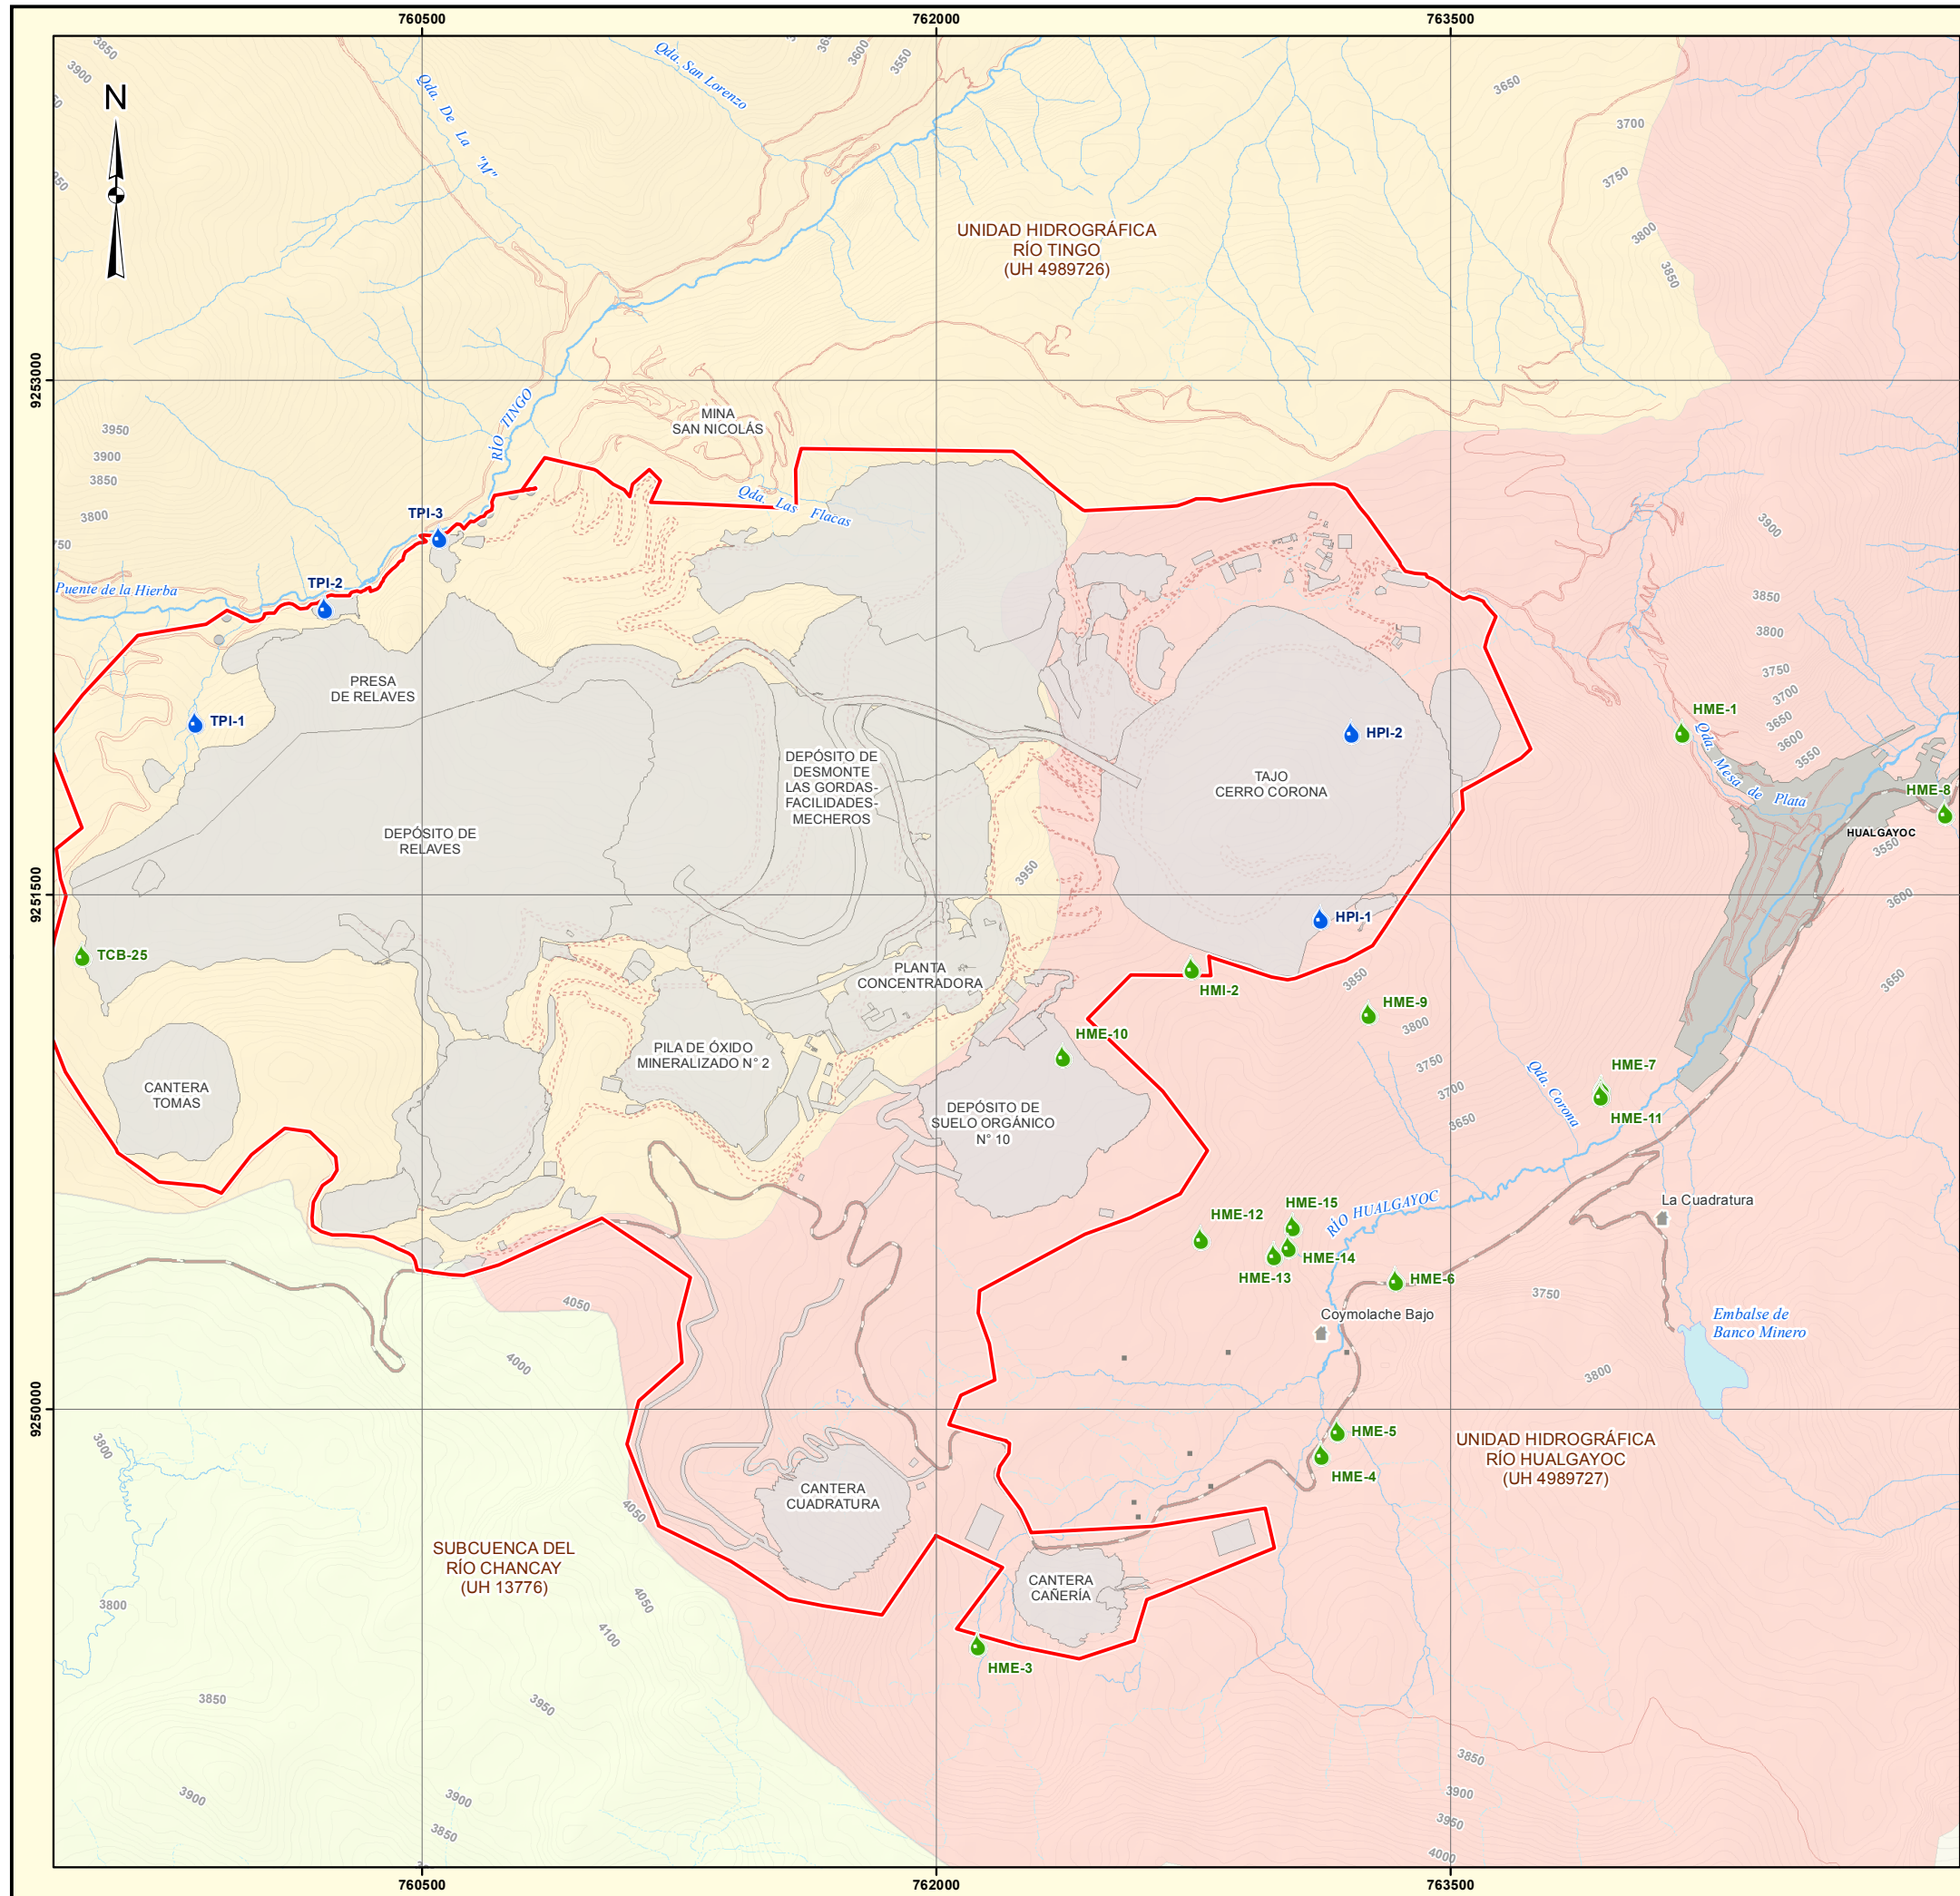 760500
762000
763500
3850
3900
3600
3550
Qda. San Lorenzo
Qda. De La "M"
N
3650
3700
3750
3800
3850
UNIDAD HIDROGRÁFICA
RÍO TINGO
(UH 4989726)
9253000
RÍO TINGO
MINA
SAN NICOLÁS
3950
3900
3850
3800
Qda. Las Flacas
TPI-3
3900
Puente de la Hierba
TPI-2
3850
3800
3750
3700
3650
3600
3550
PRESA
DE RELAVES
TPI-1
HME-1
HPI-2
Qda. Mesa de Plata
DEPÓSITO DE
DESMONTE
LAS GORDAS-
FACILIDADES-
MECHEROS
TAJO
CERRO CORONA
HME-8
DEPÓSITO DE
RELAVES
HUALGAYOC
3550
3950
9251500
3600
HPI-1
TCB-25
PLANTA
CONCENTRADORA
3850
3650
HMI-2
HME-9
3800
HME-10
PILA DE ÓXIDO
MINERALIZADO N° 2
3750
HME-7
Qda. Corona
CANTERA
TOMAS
3700
HME-11
DEPÓSITO DE
SUELO ORGÁNICO
N° 10
3650
La Cuadratura
HME-15
RÍO HUALGAYOC
HME-12
HME-14
HME-13
HME-6
3750
4050
Coymolache Bajo
Embalse de
Banco Minero
4000
3800
9250000
HME-5
3800
UNIDAD HIDROGRÁFICA
RÍO HUALGAYOC
(UH 4989727)
HME-4
CANTERA
CUADRATURA
4050
SUBCUENCA DEL
RÍO CHANCAY
(UH 13776)
CANTERA
CAÑERÍA
3800
4050
4100
HME-3
3850
3950
3850
3900
3900
3900
3950
3850
4000
760500
762000
763500